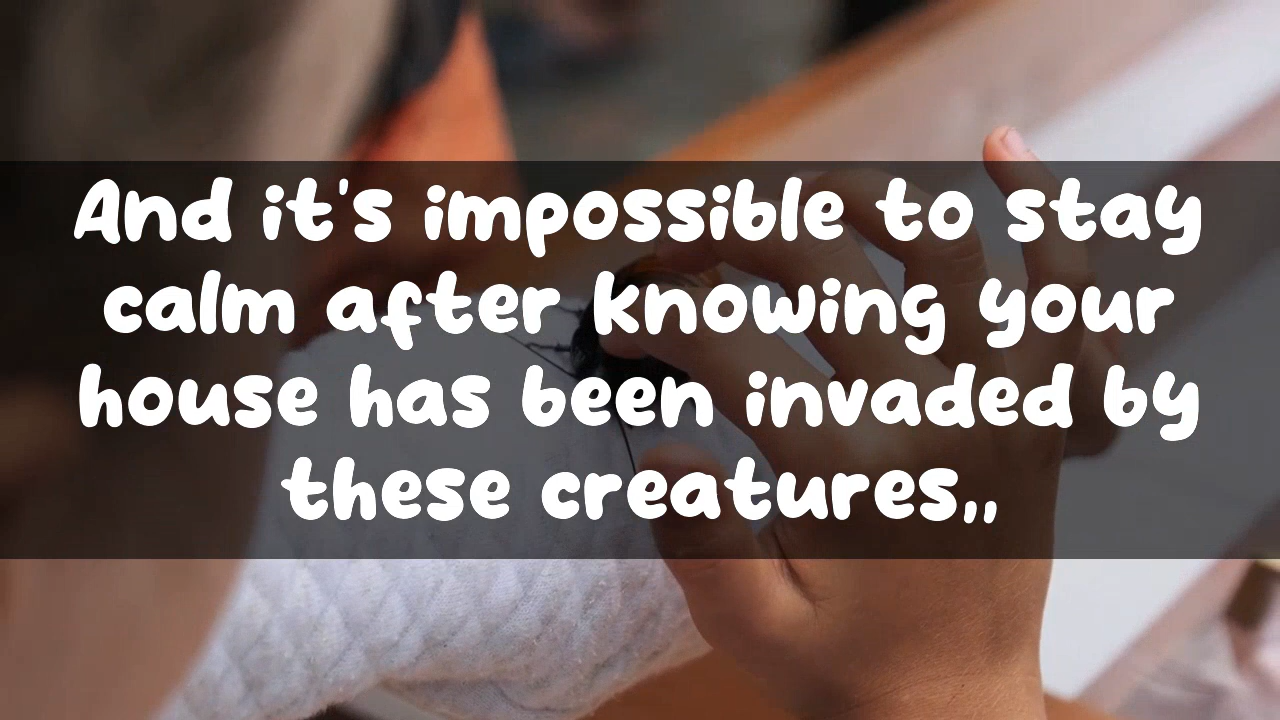 And it's impossible to stay
calm after knowing your
house has been invaded by
these creatures,,